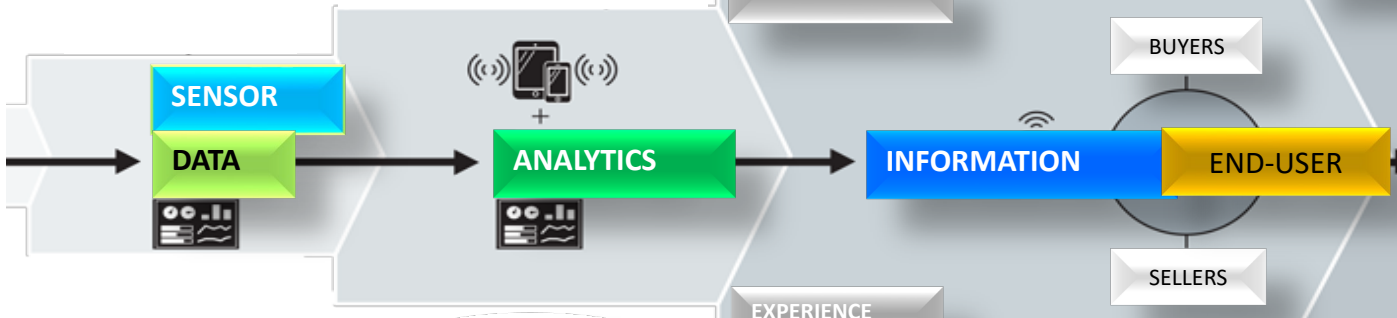 SENSOR
DATA
+
ANALYTICS
INFORMATION
BUYERS
END-USER
SELLERS
EXPERIENCE